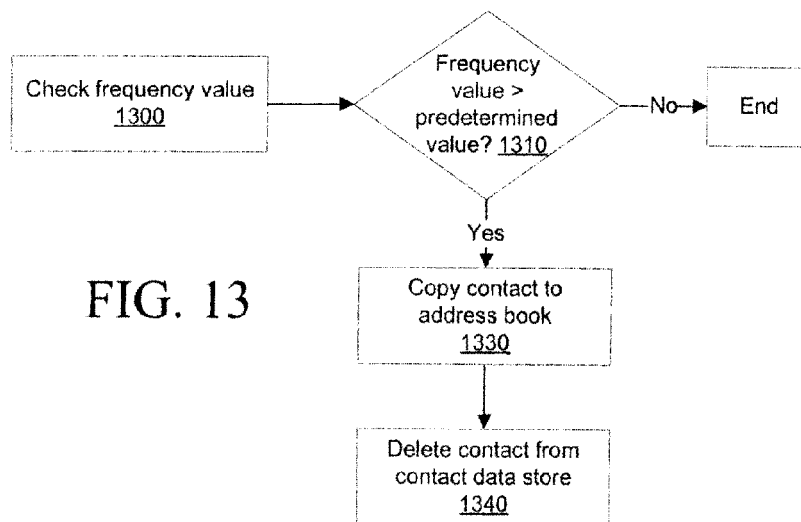 Check frequency value
1300
Frequency
value >
predetermined
value? 1310
No
End
Yes
Copy contact to
address book
1330
FIG. 13
Delete contact from
contact data store
1340